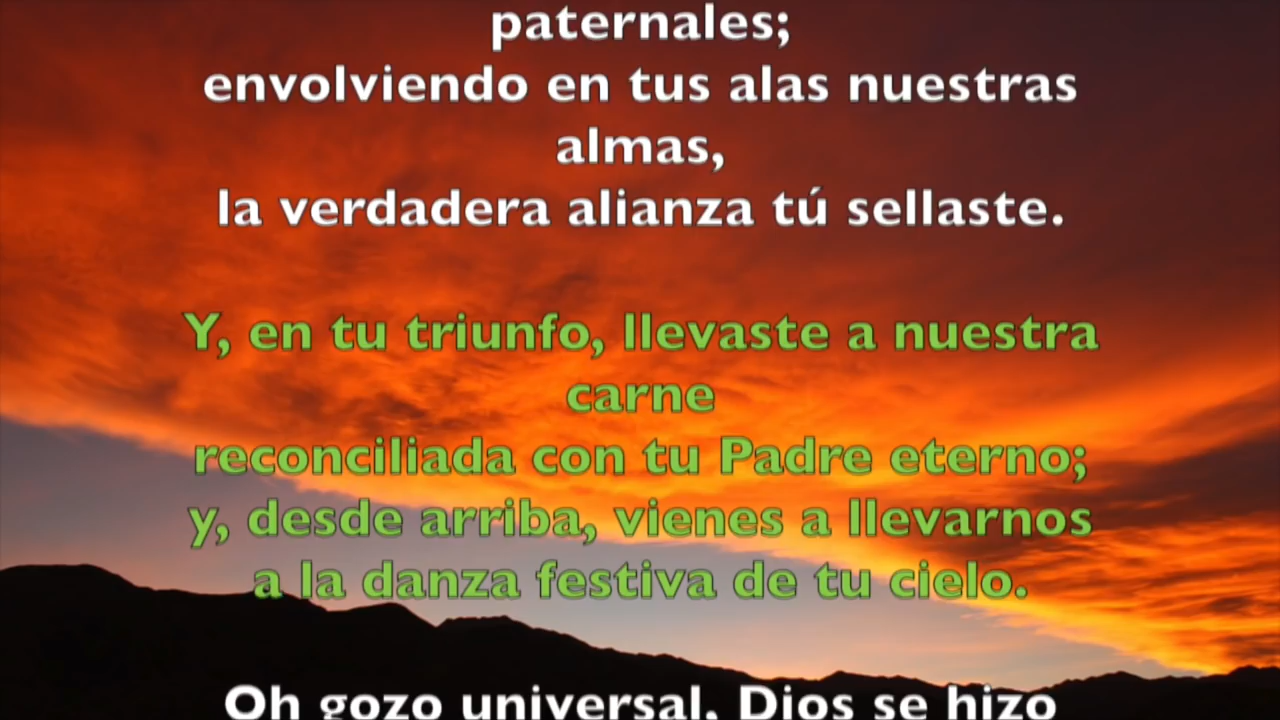 paternales;
envolviendo en tus alas nuestras
almas,
la verdadera alianza tú sellaste.
Y, en tu triunfo, llevaste a nuestra
carne
reconciliada con tu Padre eterno;
y, desde arriba, vienes a llevarnos
a la danza festiva de tu cielo.
Oh gozo universal, Dios se hizo